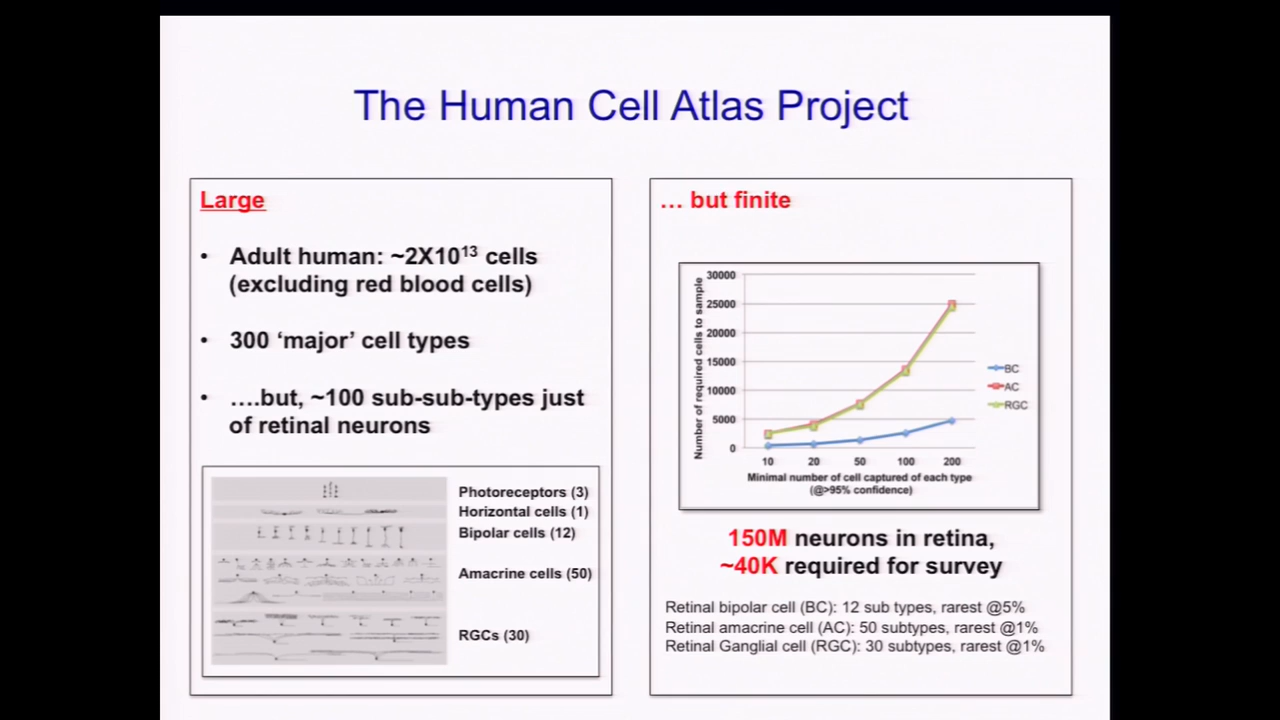 The Human Cell Atlas Project
Large
• Adult human: ~2X10¹³ cells
(excluding red blood cells)
• 300 ‘major’ cell types
• ….but, ~100 sub-sub-types just
of retinal neurons
Photoreceptors (3)
Horizontal cells (1)
Bipolar cells (12)
Amacrine cells (50)
RGCs (30)
… but finite
Number of required cells to sample
30000
25000
20000
15000
10000
5000
0
10 20 50 100 200
Minimal number of cell captured of each type
(@>95% confidence)
BC
AC
RGC
150M neurons in retina,
~40K required for survey
Retinal bipolar cell (BC): 12 sub types, rarest @5%
Retinal amacrine cell (AC): 50 subtypes, rarest @1%
Retinal Ganglial cell (RGC): 30 subtypes, rarest @1%